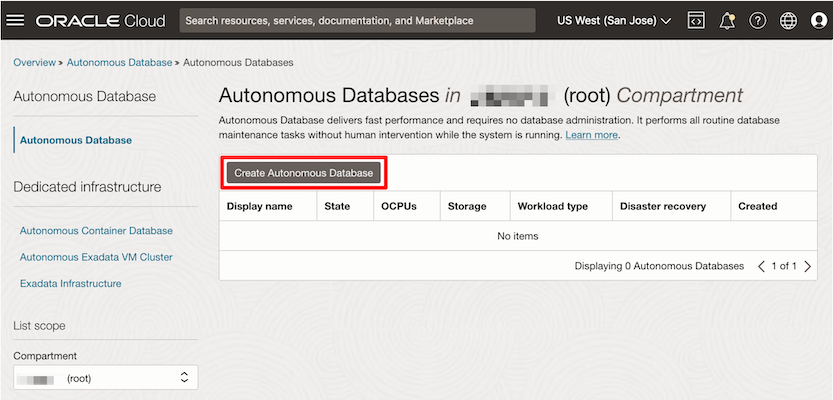 ORACLE Cloud
Search resources, services, documentation, and Marketplace
US West (San Jose)
Overview » Autonomous Database » Autonomous Databases
Autonomous Database
Autonomous Database
Dedicated infrastructure
Autonomous Container Database
Autonomous Exadata VM Cluster
Exadata Infrastructure
List scope
Compartment
(root)
Autonomous Databases in (root) Compartment
Autonomous Database delivers fast performance and requires no database administration. It performs all routine database
maintenance tasks without human intervention while the system is running. Learn more.
Create Autonomous Database
Display name State OCPUs Storage Workload type Disaster recovery Created
No items
Displaying 0 Autonomous Databases < 1 of 1 >